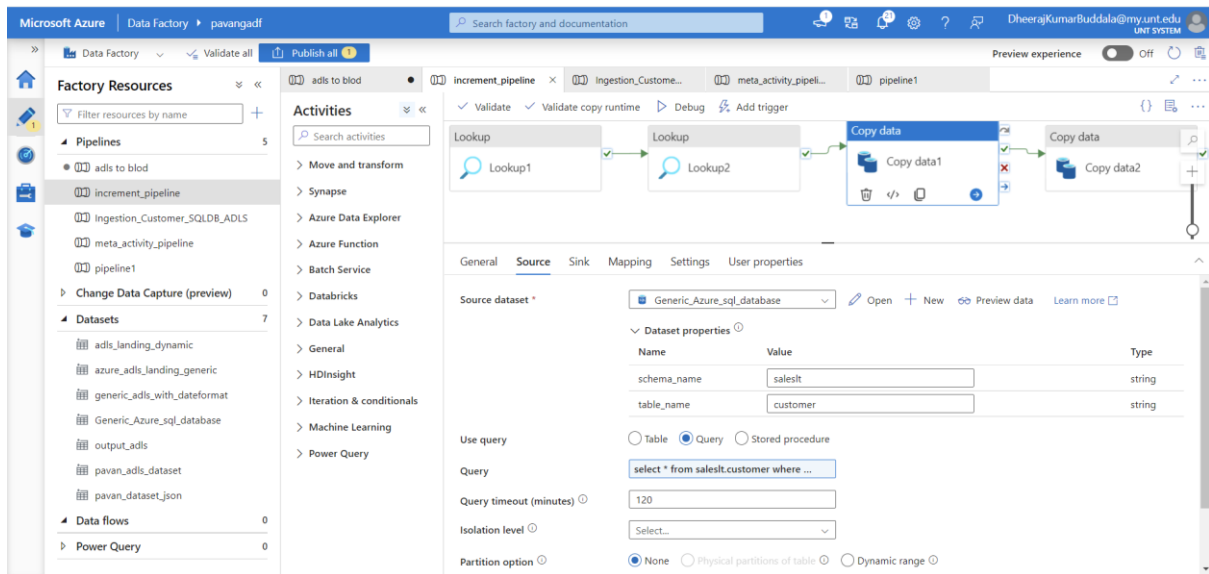 Microsoft Azure | Data Factory ▸ pavangadf
Search factory and documentation
1
21
DheerajKumarBuddala@my.unt.edu
UNT SYSTEM
Data Factory
Validate all
Publish all 1
Preview experience
Off
Factory Resources
Filter resources by name
Pipelines 5
adls to blod
increment_pipeline
Ingestion_Customer_SQLDB_ADLS
meta_activity_pipeline
pipeline1
Change Data Capture (preview) 0
Datasets 7
adls_landing_dynamic
azure_adls_landing_generic
generic_adls_with_dateformat
Generic_Azure_sql_database
output_adls
pavan_adls_dataset
pavan_dataset_json
Data flows 0
Power Query 0
1
adls to blod
increment_pipeline
Ingestion_Custome...
meta_activity_pipeli...
pipeline1
Activities
Search activities
Move and transform
Synapse
Azure Data Explorer
Azure Function
Batch Service
Databricks
Data Lake Analytics
General
HDInsight
Iteration & conditionals
Machine Learning
Power Query
Validate
Validate copy runtime
Debug
Add trigger
Lookup
Lookup1
Lookup
Lookup2
Copy data
Copy data1
Copy data
Copy data2
General
Source
Sink
Mapping
Settings
User properties
Source dataset *
Generic_Azure_sql_database
Open
New
Preview data
Learn more
Dataset properties
Name Value Type
schema_name saleslt string
table_name customer string
Use query
Table
Query
Stored procedure
Query
select * from saleslt.customer where ...
Query timeout (minutes)
120
Isolation level
Select...
Partition option
None
Physical partitions of table
Dynamic range